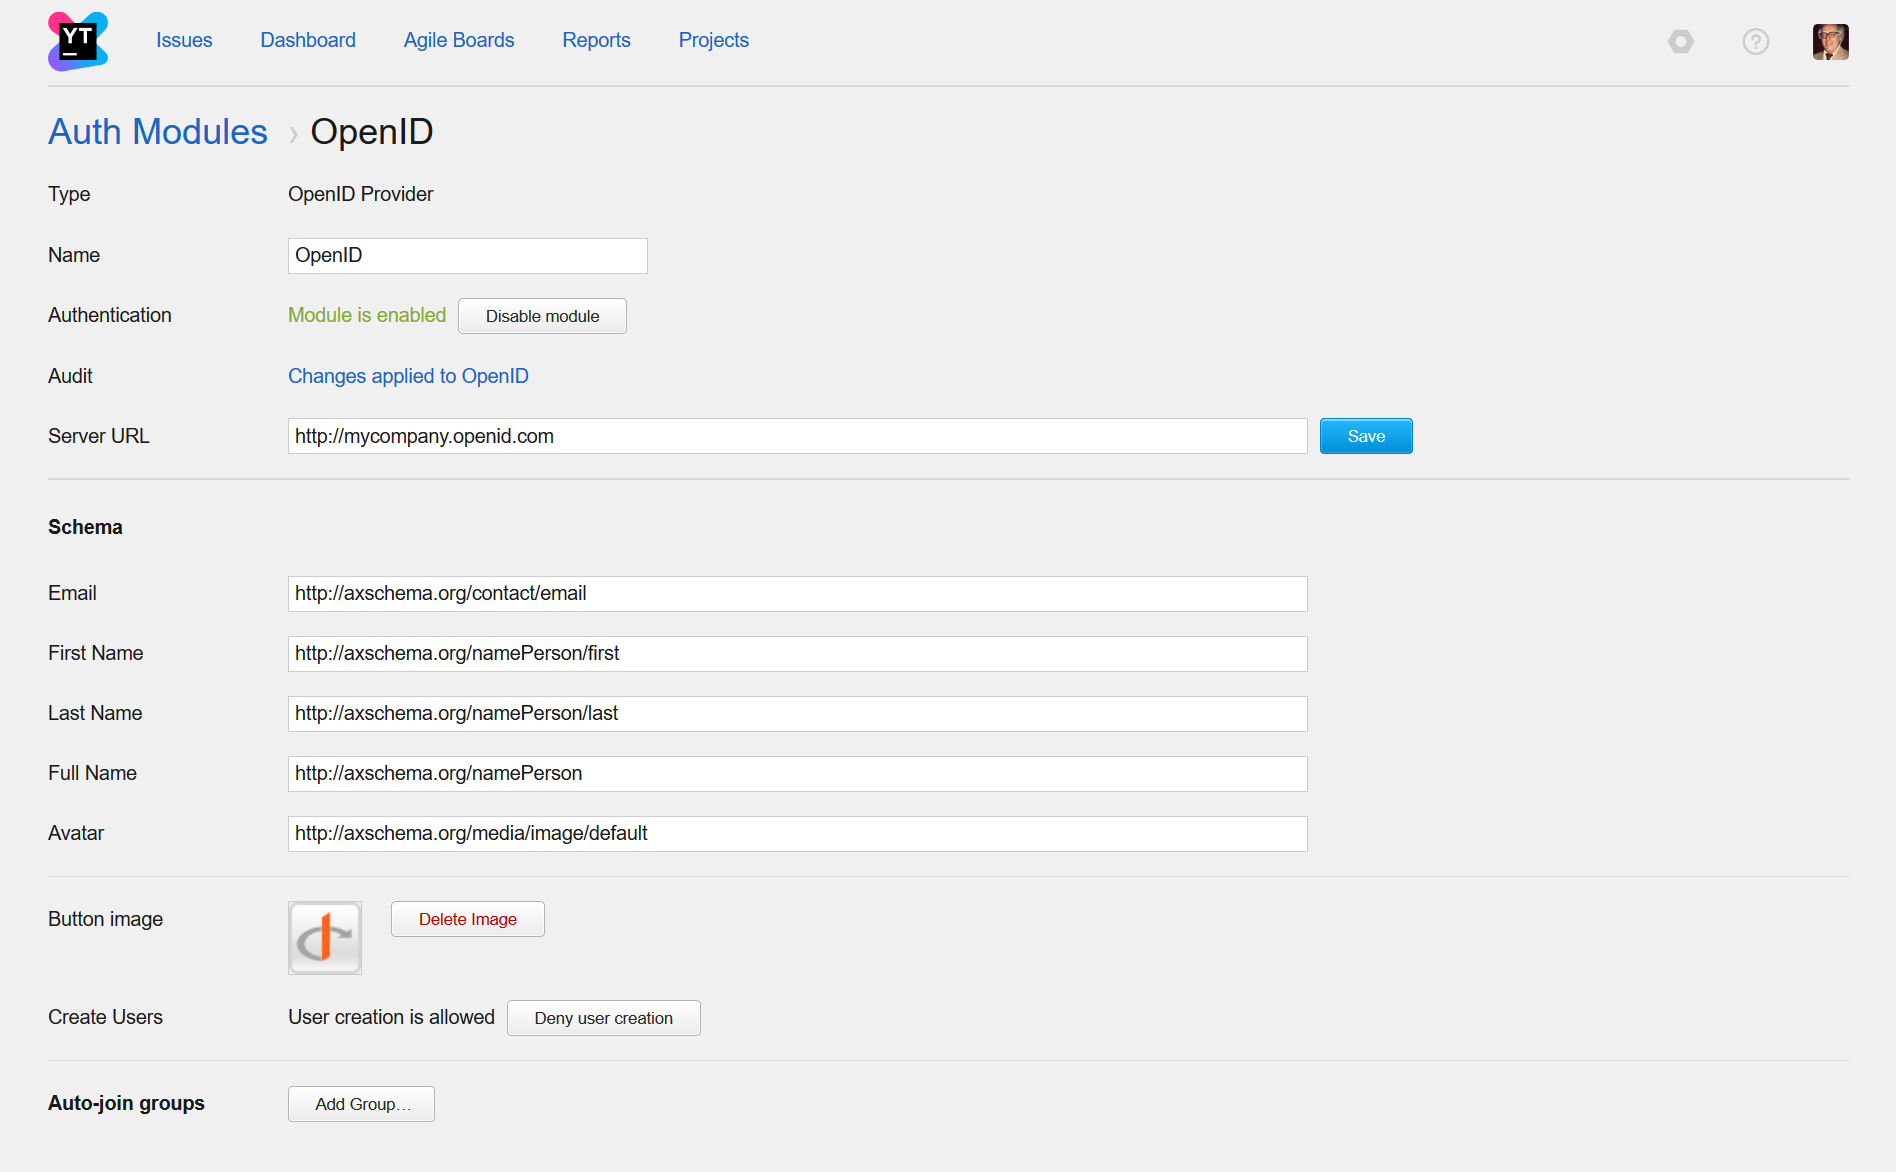 YT
Issues Dashboard Agile Boards Reports Projects
?
Auth Modules › OpenID
Type OpenID Provider
Name OpenID
Authentication Module is enabled Disable module
Audit Changes applied to OpenID
Server URL http://mycompany.openid.com Save
Schema
Email http://axschema.org/contact/email
First Name http://axschema.org/namePerson/first
Last Name http://axschema.org/namePerson/last
Full Name http://axschema.org/namePerson
Avatar http://axschema.org/media/image/default
Button image Delete Image
Create Users User creation is allowed Deny user creation
Auto-join groups Add Group…